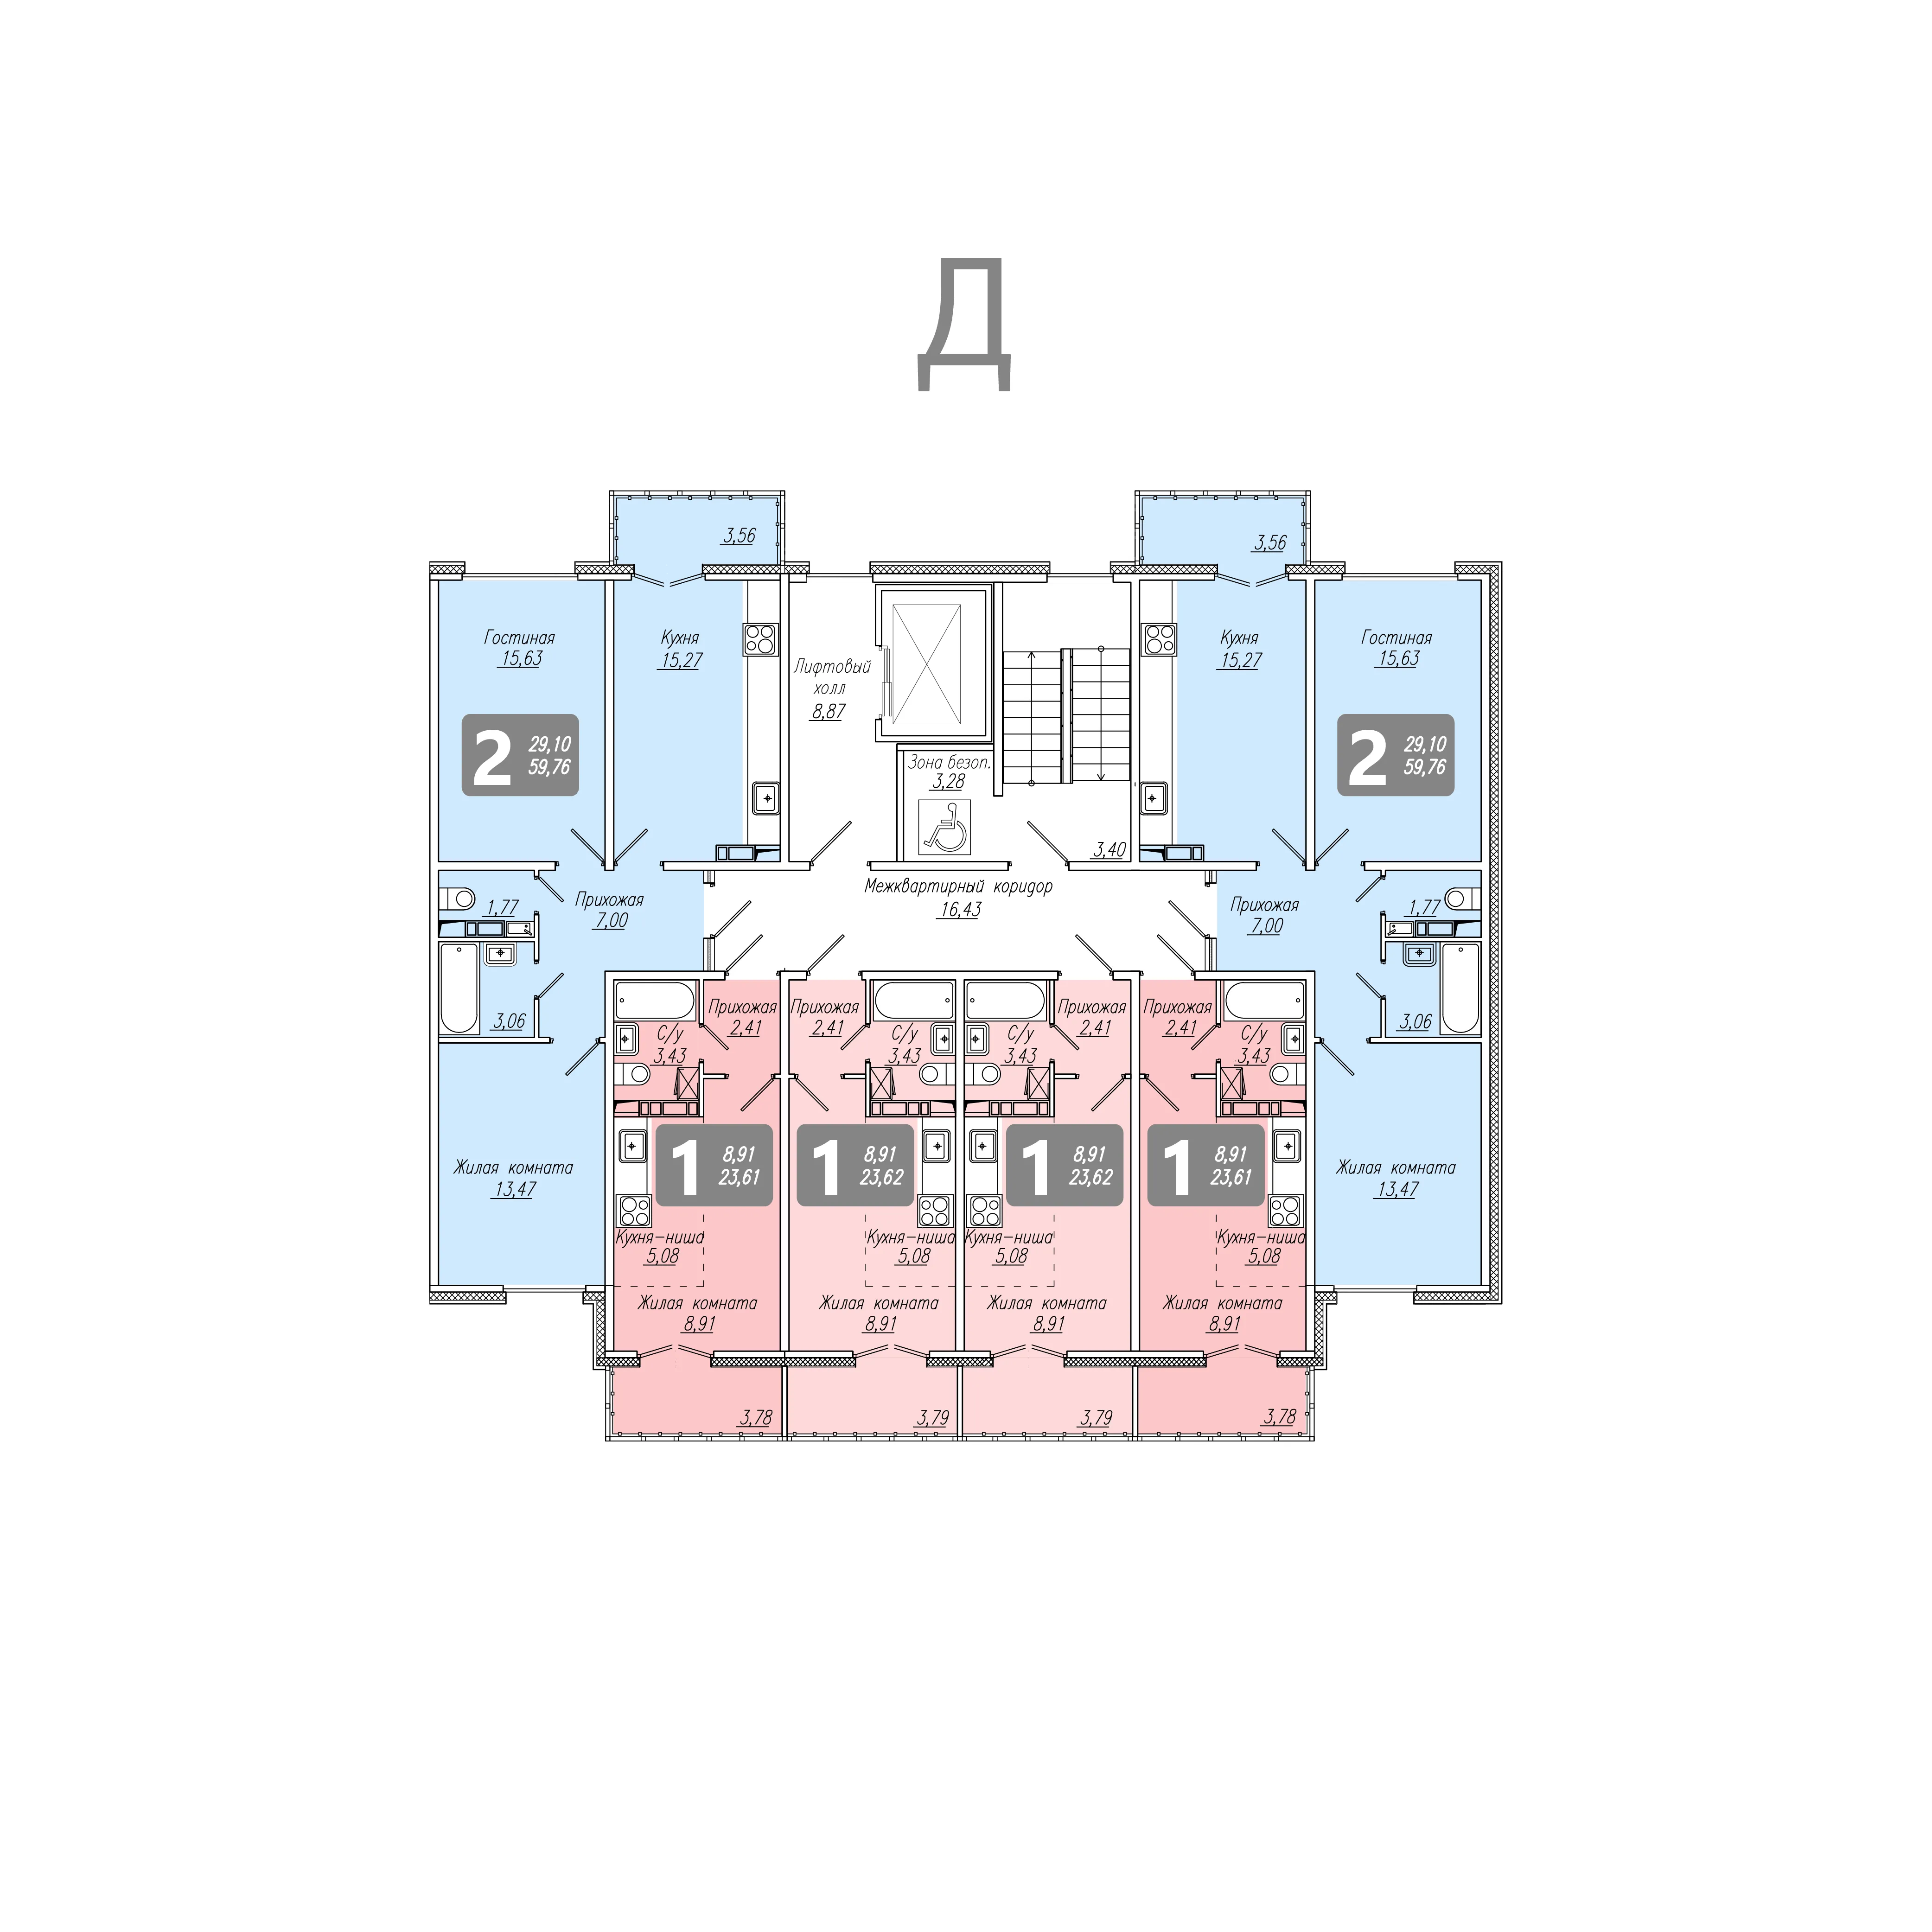 Д
3,56
3,56
Гостиная
15,63
Кухня
15,27
Лифтовый
холл
8,87
Кухня
15,27
Гостиная
15,63
2
29,10
59,76
Зона безоп.
3,28
2
29,10
59,76
3,40
Межквартирный коридор
16,43
1,77
Прихожая
7,00
Прихожая
7,00
1,77
3,06
3,06
Прихожая
2,41
С/у
3,43
Прихожая
2,41
С/у
3,43
С/у
3,43
Прихожая
2,41
Прихожая
2,41
С/у
3,43
Жилая комната
13,47
1
8,91
23,61
1
8,91
23,62
1
8,91
23,62
1
8,91
23,61
Жилая комната
13,47
Кухня-ниша
5,08
Кухня-ниша
5,08
Кухня-ниша
5,08
Кухня-ниша
5,08
Жилая комната
8,91
Жилая комната
8,91
Жилая комната
8,91
Жилая комната
8,91
3,78
3,79
3,79
3,78